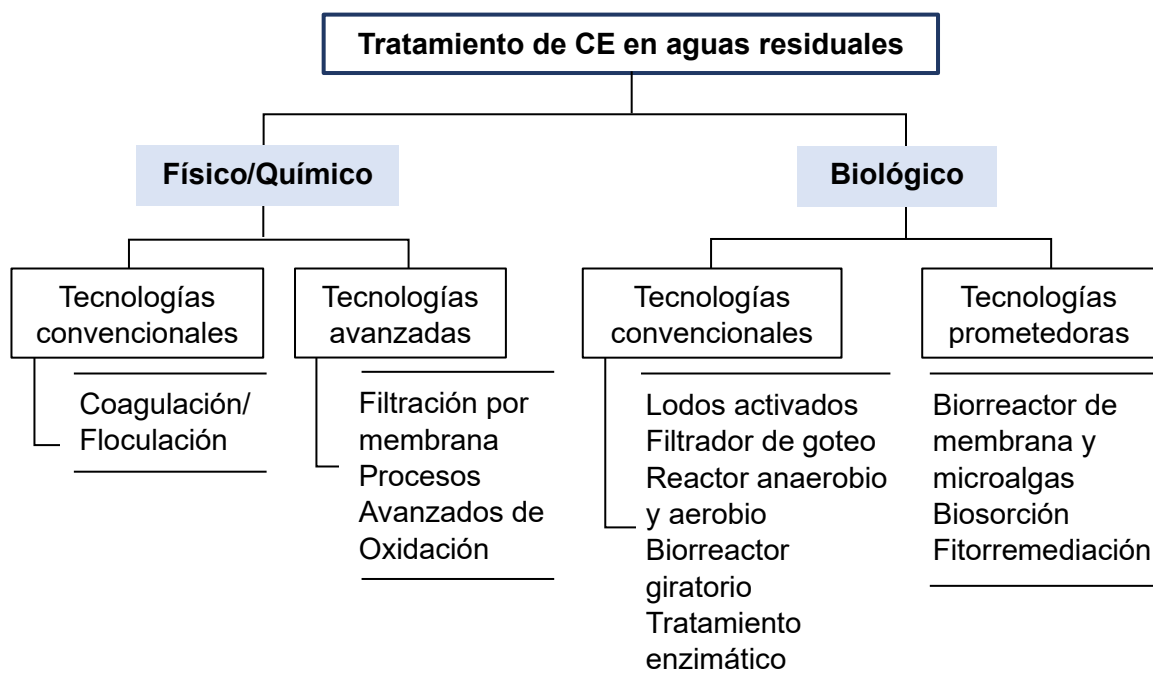 Tratamiento de CE en aguas residuales
Físico/Químico
Biológico
Tecnologías
convencionales
Tecnologías
avanzadas
Tecnologías
convencionales
Tecnologías
prometedoras
Coagulación/
Floculación
Filtración por
membrana
Procesos
Avanzados de
Oxidación
Lodos activados
Filtrador de goteo
Reactor anaerobio
y aerobio
Biorreactor
giratorio
Tratamiento
enzimático
Biorreactor de
membrana y
microalgas
Biosorción
Fitorremediación